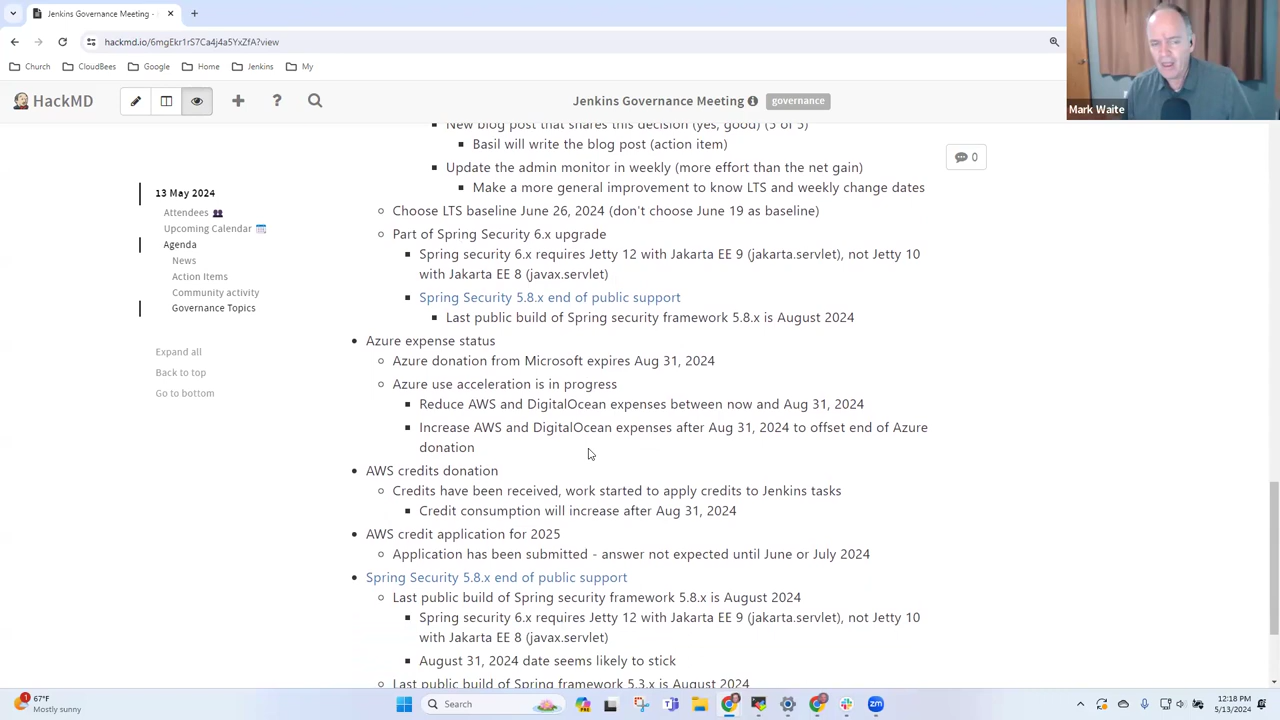 Jenkins Governance Meeting -
hackmd.io/6mgEkr1rS7Ca4j4a5YxZfA?view
Church
CloudBees
Google
Home
Jenkins
My
HackMD
Jenkins Governance Meeting
governance
Mark Waite
0
13 May 2024
Attendees
Upcoming Calendar
Agenda
News
Action Items
Community activity
Governance Topics
Expand all
Back to top
Go to bottom
New blog post that shares this decision (yes, good) (5 of 5)
Basil will write the blog post (action item)
Update the admin monitor in weekly (more effort than the net gain)
Make a more general improvement to know LTS and weekly change dates
Choose LTS baseline June 26, 2024 (don't choose June 19 as baseline)
Part of Spring Security 6.x upgrade
Spring security 6.x requires Jetty 12 with Jakarta EE 9 (jakarta.servlet), not Jetty 10
with Jakarta EE 8 (javax.servlet)
Spring Security 5.8.x end of public support
Last public build of Spring security framework 5.8.x is August 2024
Azure expense status
Azure donation from Microsoft expires Aug 31, 2024
Azure use acceleration is in progress
Reduce AWS and DigitalOcean expenses between now and Aug 31, 2024
Increase AWS and DigitalOcean expenses after Aug 31, 2024 to offset end of Azure
donation
AWS credits donation
Credits have been received, work started to apply credits to Jenkins tasks
Credit consumption will increase after Aug 31, 2024
AWS credit application for 2025
Application has been submitted - answer not expected until June or July 2024
Spring Security 5.8.x end of public support
Last public build of Spring security framework 5.8.x is August 2024
Spring security 6.x requires Jetty 12 with Jakarta EE 9 (jakarta.servlet), not Jetty 10
with Jakarta EE 8 (javax.servlet)
August 31, 2024 date seems likely to stick
Last public build of Spring framework 5.3.x is August 2024
1
67°F
Mostly sunny
Search
zm
12:18 PM
5/13/2024